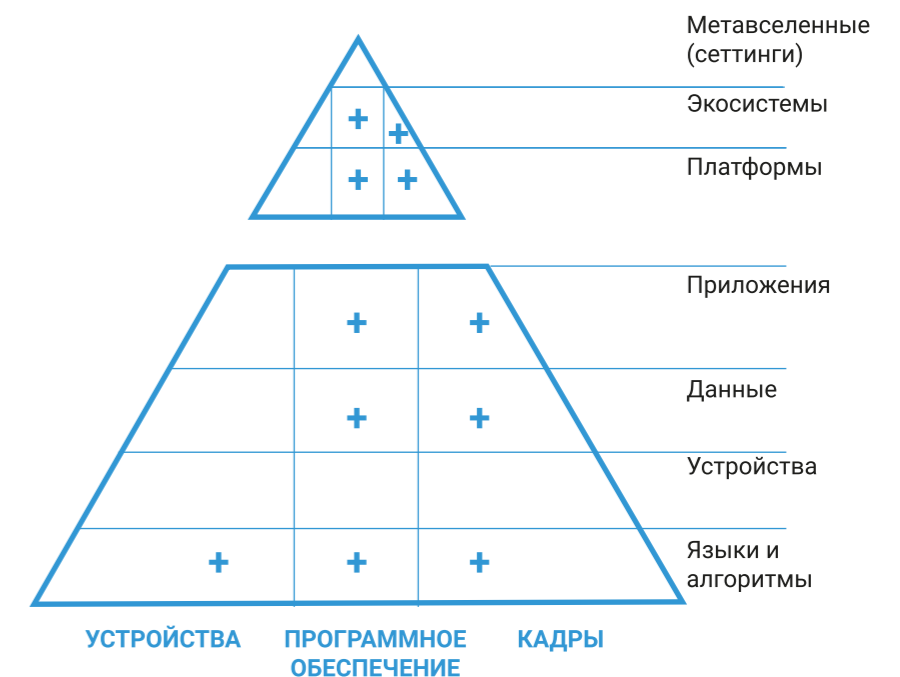 Метавселенные
(сеттинги)
Экосистемы
+
+
Платформы
+
+
Приложения
+
+
Данные
+
+
Устройства
Языки и
алгоритмы
+
+
+
УСТРОЙСТВА
ПРОГРАММНОЕ
ОБЕСПЕЧЕНИЕ
КАДРЫ